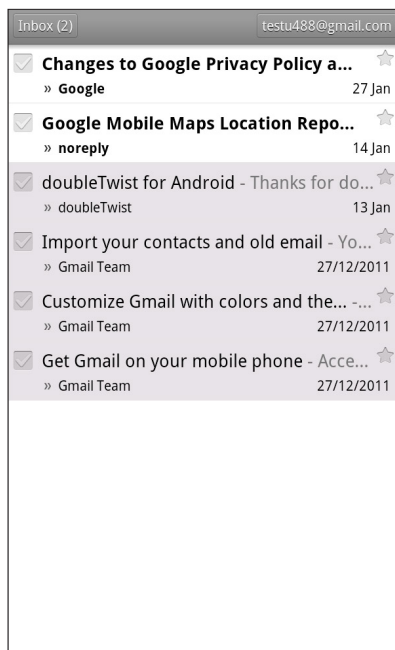 Inbox (2) testu488@gmail.com
Changes to Google Privacy Policy a...
» Google 27 Jan
Google Mobile Maps Location Repo...
» noreply 14 Jan
doubleTwist for Android - Thanks for do...
» doubleTwist 13 Jan
Import your contacts and old email - Yo...
» Gmail Team 27/12/2011
Customize Gmail with colors and the... -...
» Gmail Team 27/12/2011
Get Gmail on your mobile phone - Acce...
» Gmail Team 27/12/2011